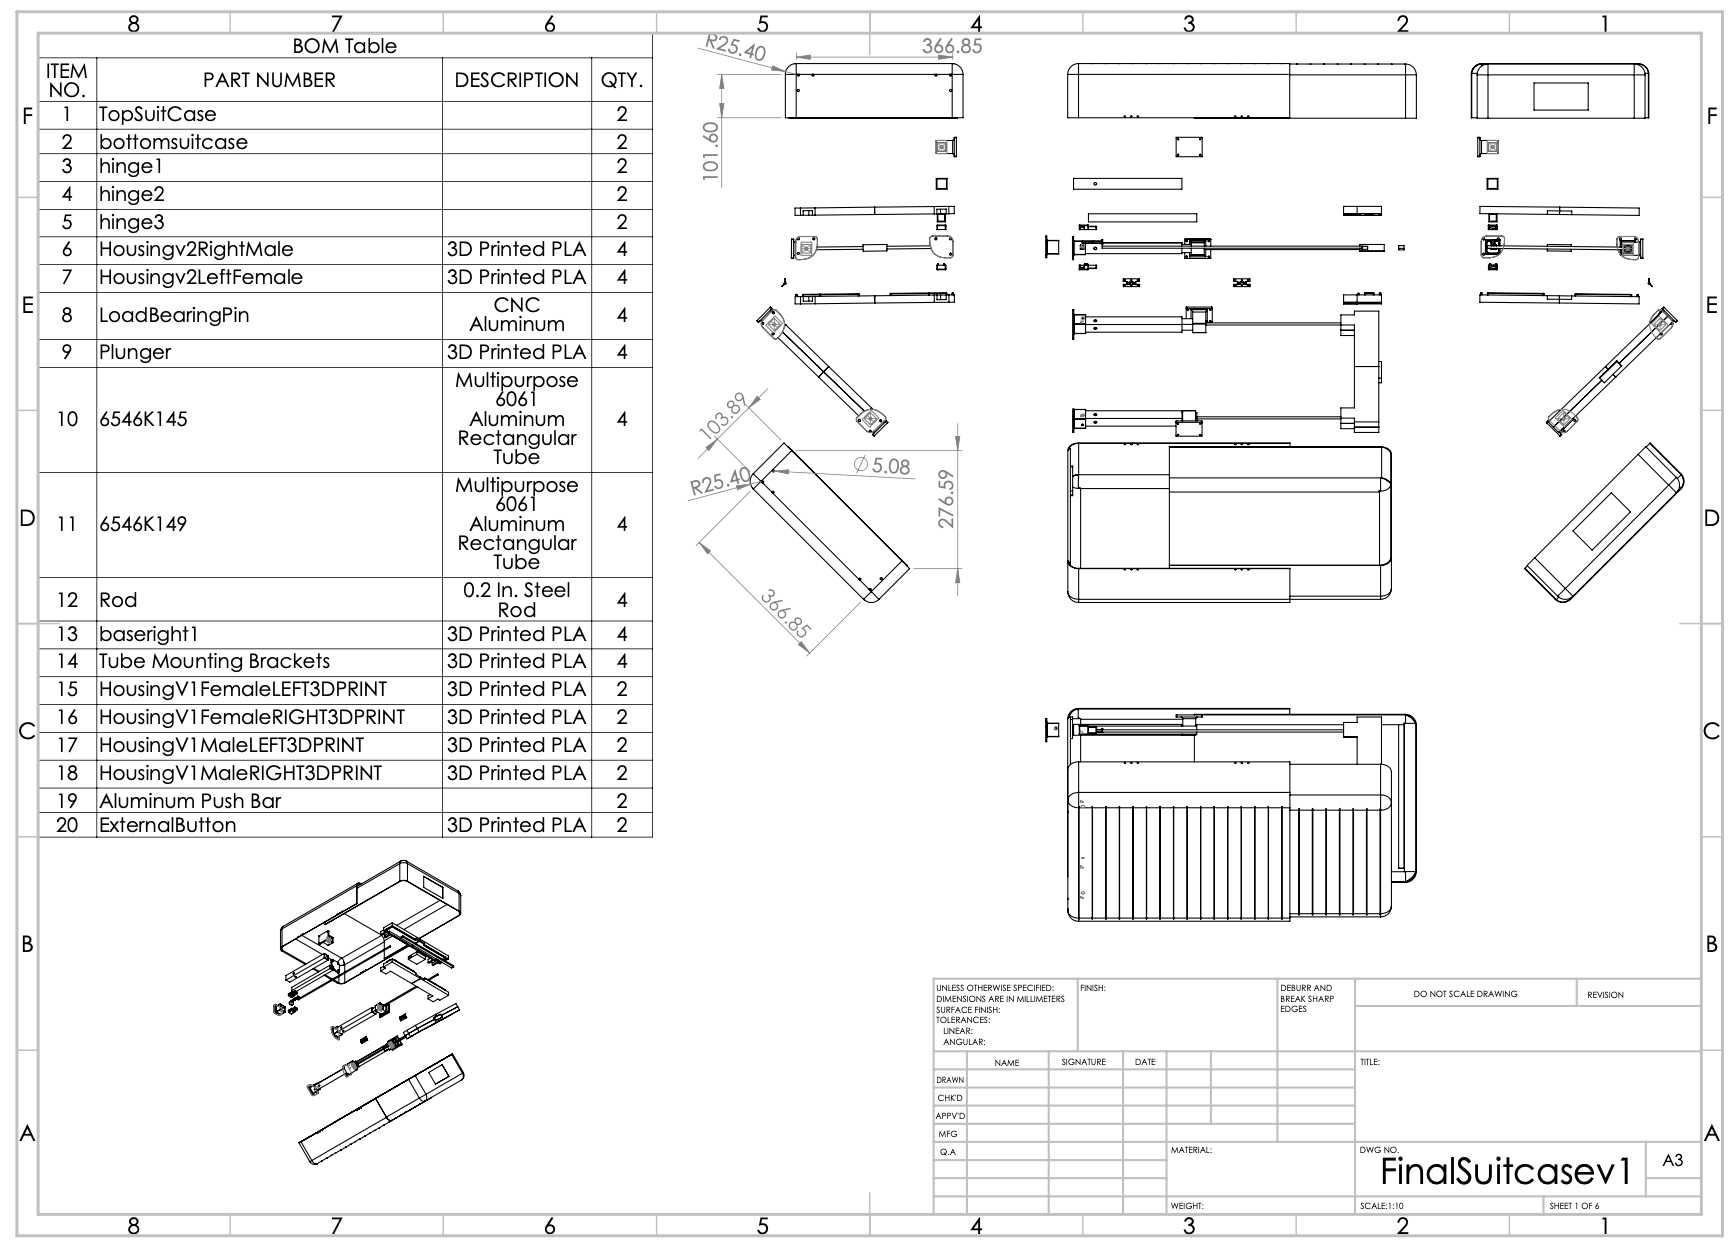 8 7 6 5 4 3 2 1
BOM Table
ITEM NO. PART NUMBER DESCRIPTION QTY.
1 TopSuitCase 2
2 bottomsuitcase 2
3 hinge1 2
4 hinge2 2
5 hinge3 2
6 Housingv2RightMale 3D Printed PLA 4
7 Housingv2LeftFemale 3D Printed PLA 4
8 LoadBearingPin CNC Aluminum 4
9 Plunger 3D Printed PLA 4
10 6546K145 Multipurpose 6061 Aluminum Rectangular Tube 4
11 6546K149 Multipurpose 6061 Aluminum Rectangular Tube 4
12 Rod 0.2 In. Steel Rod 4
13 baseright1 3D Printed PLA 4
14 Tube Mounting Brackets 3D Printed PLA 4
15 HousingV1FemaleLEFT3DPRINT 3D Printed PLA 2
16 HousingV1FemaleRIGHT3DPRINT 3D Printed PLA 2
17 HousingV1MaleLEFT3DPRINT 3D Printed PLA 2
18 HousingV1MaleRIGHT3DPRINT 3D Printed PLA 2
19 Aluminum Push Bar 2
20 ExternalButton 3D Printed PLA 2
R25.40
366.85
101.60
103.89
R25.40
∅5.08
276.59
366.85
F F
E E
D D
C C
B B
A A
UNLESS OTHERWISE SPECIFIED:
DIMENSIONS ARE IN MILLIMETERS
SURFACE FINISH:
TOLERANCES:
LINEAR:
ANGULAR:
FINISH:
DEBURR AND
BREAK SHARP
EDGES
DO NOT SCALE DRAWING
REVISION
NAME SIGNATURE DATE
TITLE:
DRAWN
CHK'D
APPV'D
MFG
Q.A
MATERIAL:
DWG NO.
FinalSuitcasev1
A3
WEIGHT:
SCALE:1:10
SHEET 1 OF 6
8 7 6 5 4 3 2 1